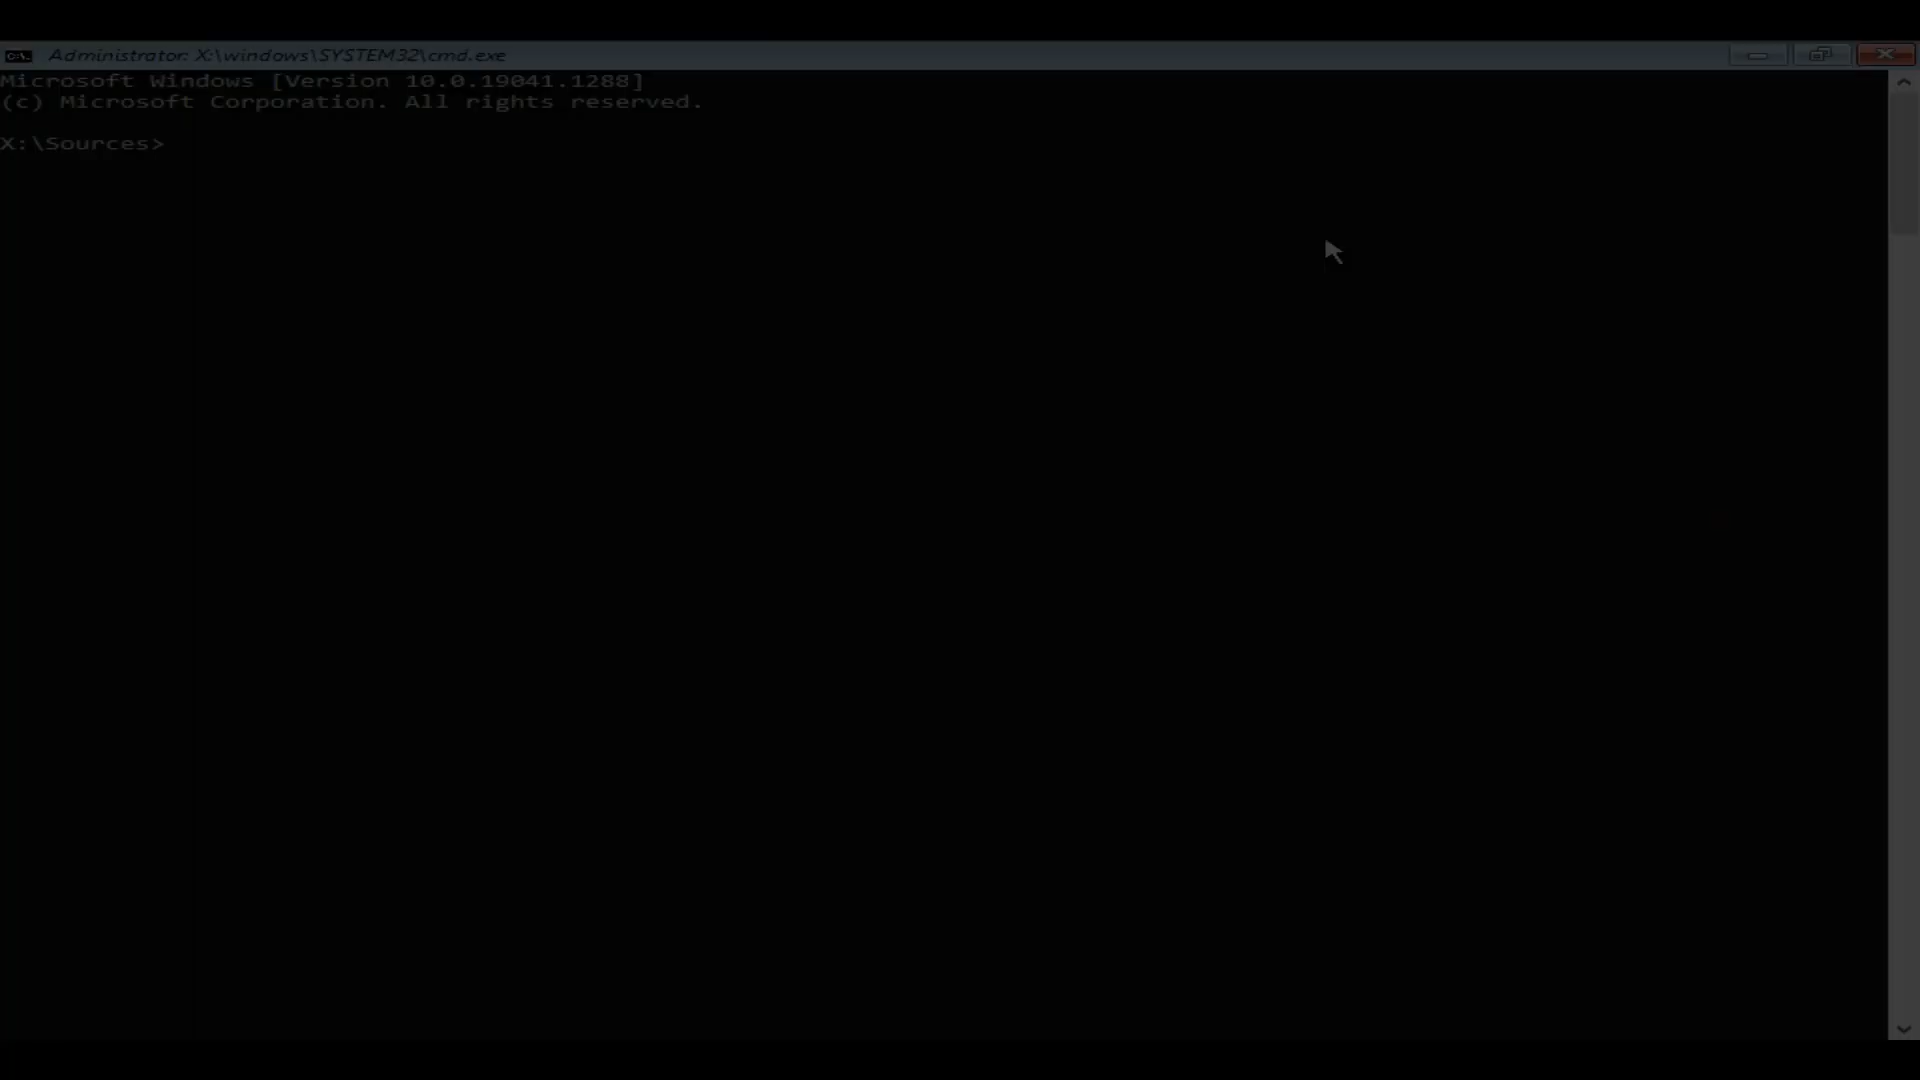 Administrator: X:\windows\SYSTEM32\cmd.exe
Microsoft Windows [Version 10.0.19041.1288]
(c) Microsoft Corporation. All rights reserved.
X:\Sources>